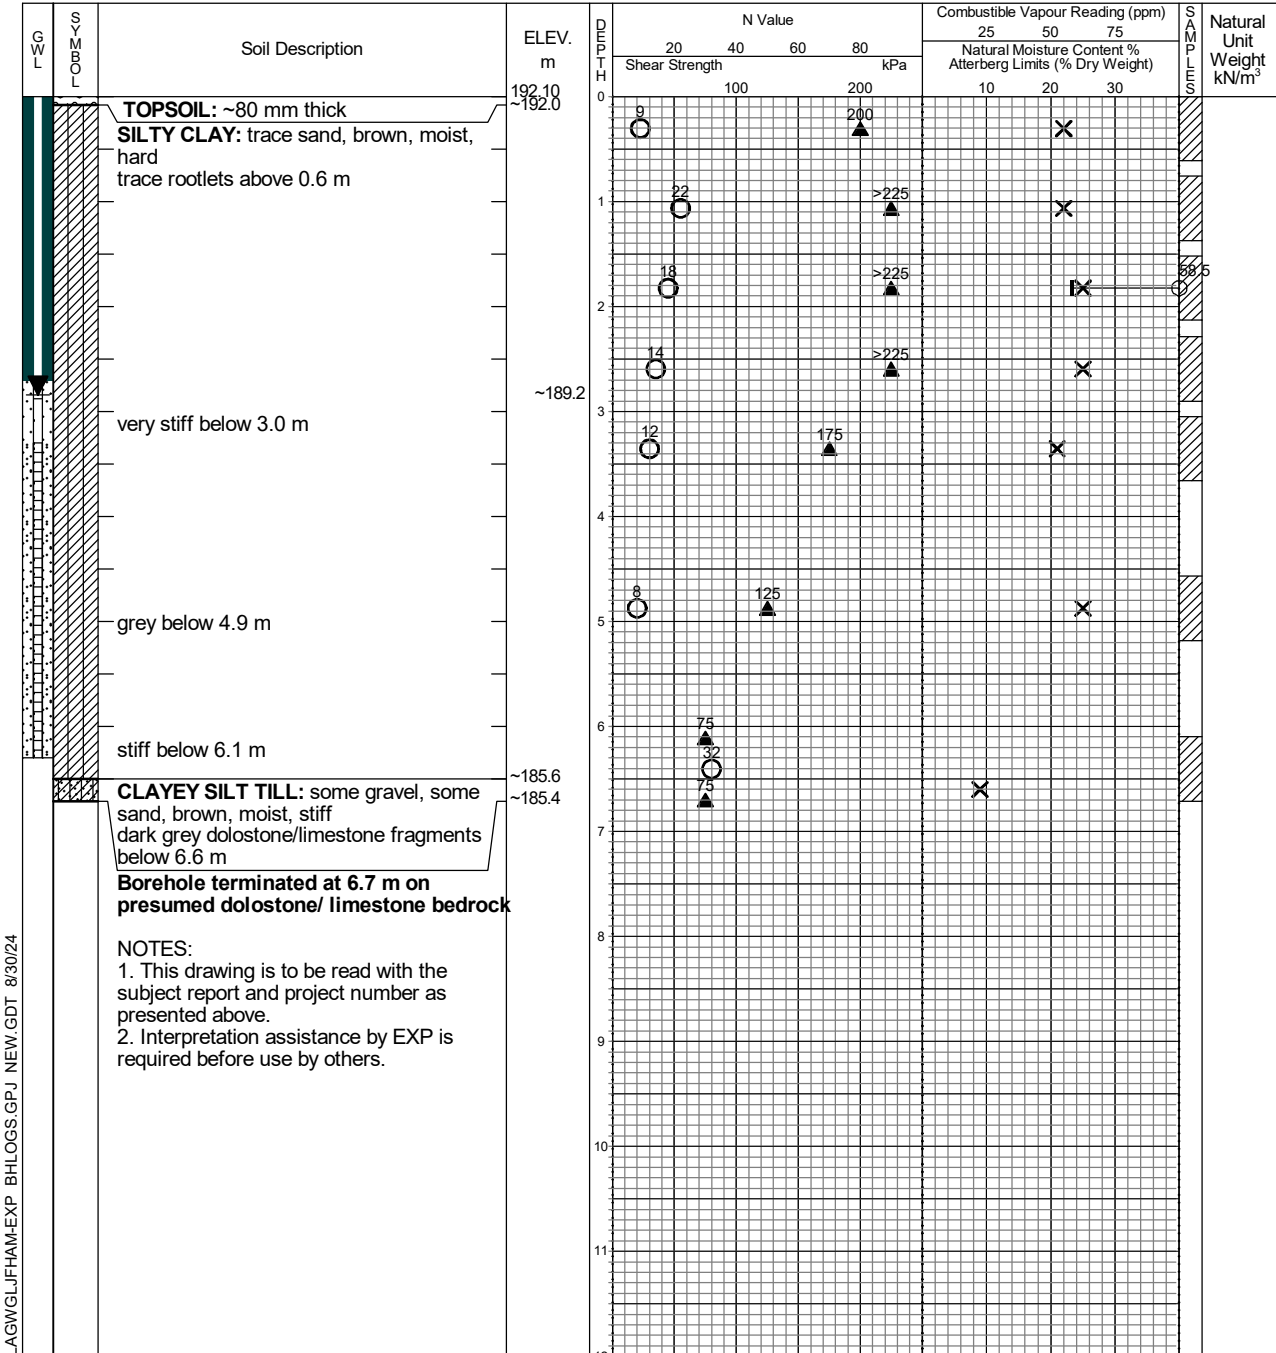 GWL
SYMBOL
Soil Description
ELEV.
m
DEPTH
N Value
20 40 60 80
Shear Strength kPa
100 200
Combustible Vapour Reading (ppm)
25 50 75
Natural Moisture Content %
Atterberg Limits (% Dry Weight)
10 20 30
SAMPLES
Natural
Unit
Weight
kN/m³
192.10
~192.0
0
TOPSOIL: ~80 mm thick
SILTY CLAY: trace sand, brown, moist,
hard
trace rootlets above 0.6 m
9
200
22
>225
1
18
>225
58.5
2
14
>225
~189.2
3
very stiff below 3.0 m
12
175
4
8
125
grey below 4.9 m
5
6
75
stiff below 6.1 m
32
~185.6
75
CLAYEY SILT TILL: some gravel, some
sand, brown, moist, stiff
dark grey dolostone/limestone fragments
below 6.6 m
~185.4
7
Borehole terminated at 6.7 m on
presumed dolostone/ limestone bedrock
8
NOTES:
1. This drawing is to be read with the
subject report and project number as
presented above.
2. Interpretation assistance by EXP is
required before use by others.
9
10
11
AGWGLJFHAM-EXP BHLOGS.GPJ NEW.GDT 8/30/24